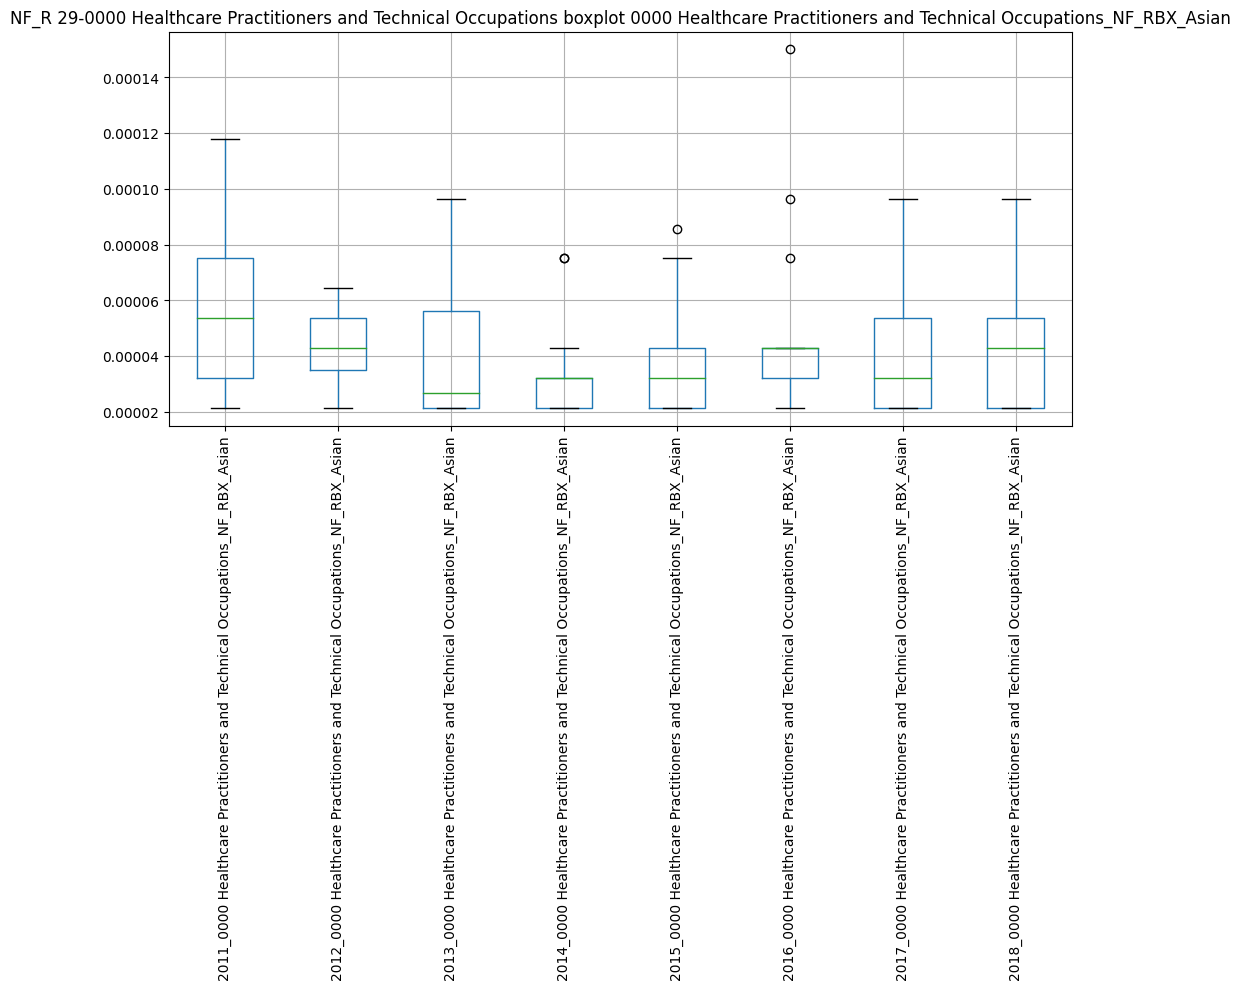 NF_R 29-0000 Healthcare Practitioners and Technical Occupations boxplot 0000 Healthcare Practitioners and Technical Occupations_NF_RBX_Asian
0.00014
0.00012
0.00010
0.00008
0.00006
0.00004
0.00002
2011_0000 Healthcare Practitioners and Technical Occupations_NF_RBX_Asian
2012_0000 Healthcare Practitioners and Technical Occupations_NF_RBX_Asian
2013_0000 Healthcare Practitioners and Technical Occupations_NF_RBX_Asian
2014_0000 Healthcare Practitioners and Technical Occupations_NF_RBX_Asian
2015_0000 Healthcare Practitioners and Technical Occupations_NF_RBX_Asian
2016_0000 Healthcare Practitioners and Technical Occupations_NF_RBX_Asian
2017_0000 Healthcare Practitioners and Technical Occupations_NF_RBX_Asian
2018_0000 Healthcare Practitioners and Technical Occupations_NF_RBX_Asian